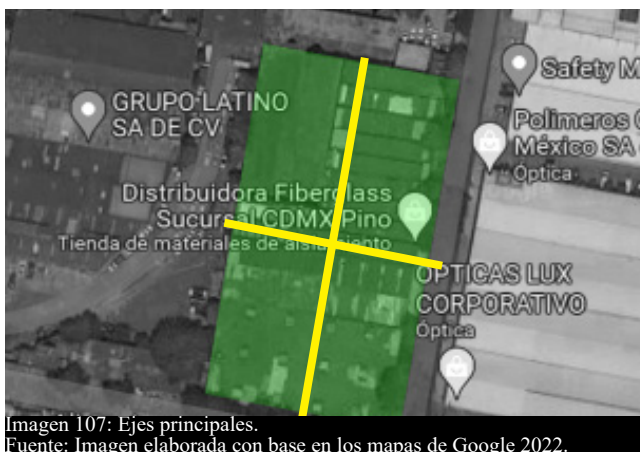 Safety M
GRUPO LATINO
SA DE CV
Polimeros
México SA
Óptica
Distribuidora Fiberglass
Sucursal CDMX Pino
Tienda de materiales de aislamiento
OPTICAS LUX
CORPORATIVO
Óptica
Imagen 107: Ejes principales.
Fuente: Imagen elaborada con base en los mapas de Google 2022.